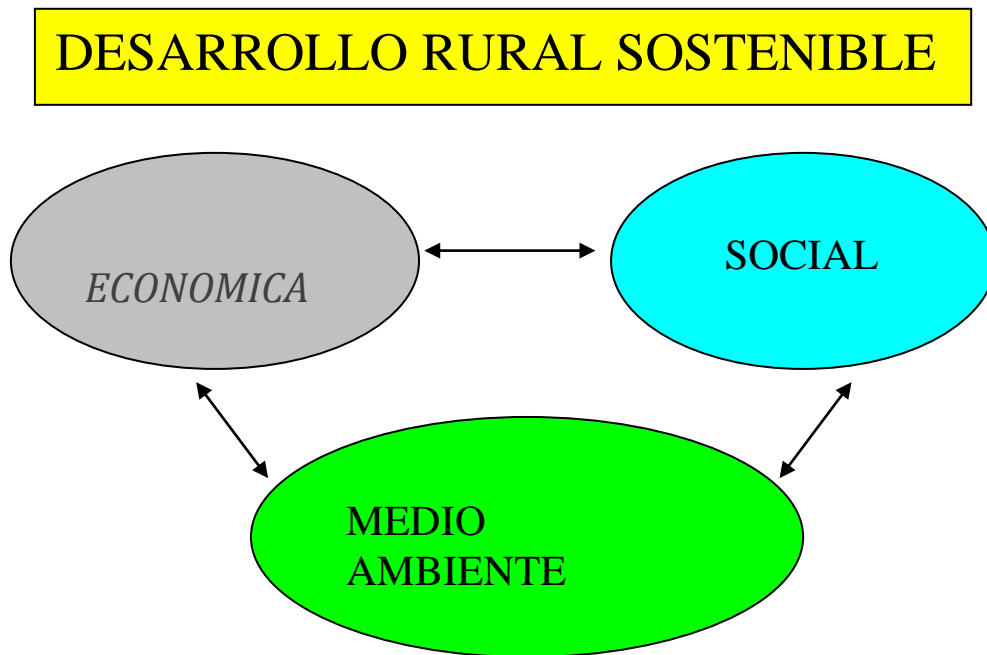 DESARROLLO RURAL SOSTENIBLE
ECONOMICA
SOCIAL
MEDIO
AMBIENTE